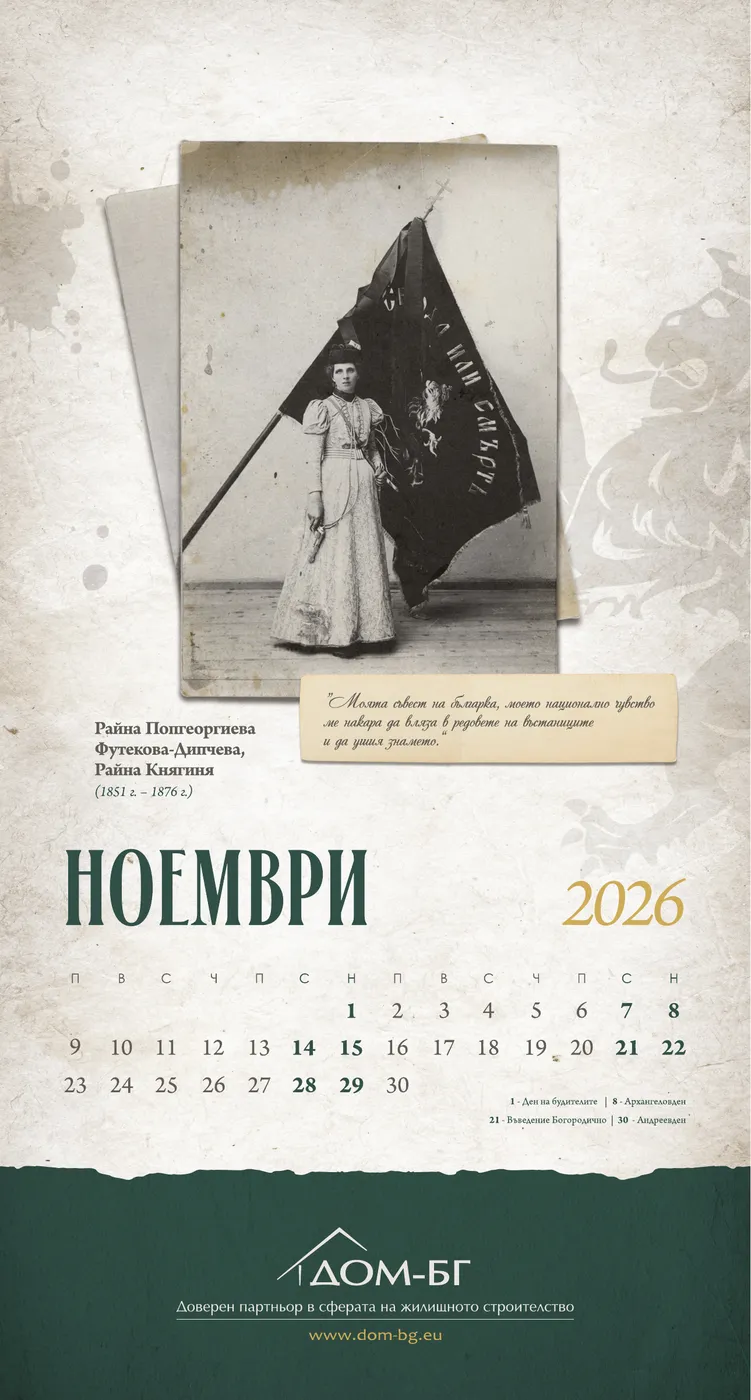 СВ ДА ИЛИ СМЪРТЬ
"Моята съвест на българка, моето национално чувство
ме накара да вляза в редовете на въстаниците
и да ушия знамето."
Райна Попгеоргиева
Футекова-Дипчева,
Райна Княгиня
(1851 г. – 1876 г.)
НОЕМВРИ
2026
П В С Ч П С Н П В С Ч П С Н
1 2 3 4 5 6 7 8
9 10 11 12 13 14 15 16 17 18 19 20 21 22
23 24 25 26 27 28 29 30
1 - Ден на будителите | 8 - Архангеловден
21 - Въведение Богородично | 30 - Андреевден
ДОМ-БГ
Доверен партньор в сферата на жилищното строителство
www.dom-bg.eu